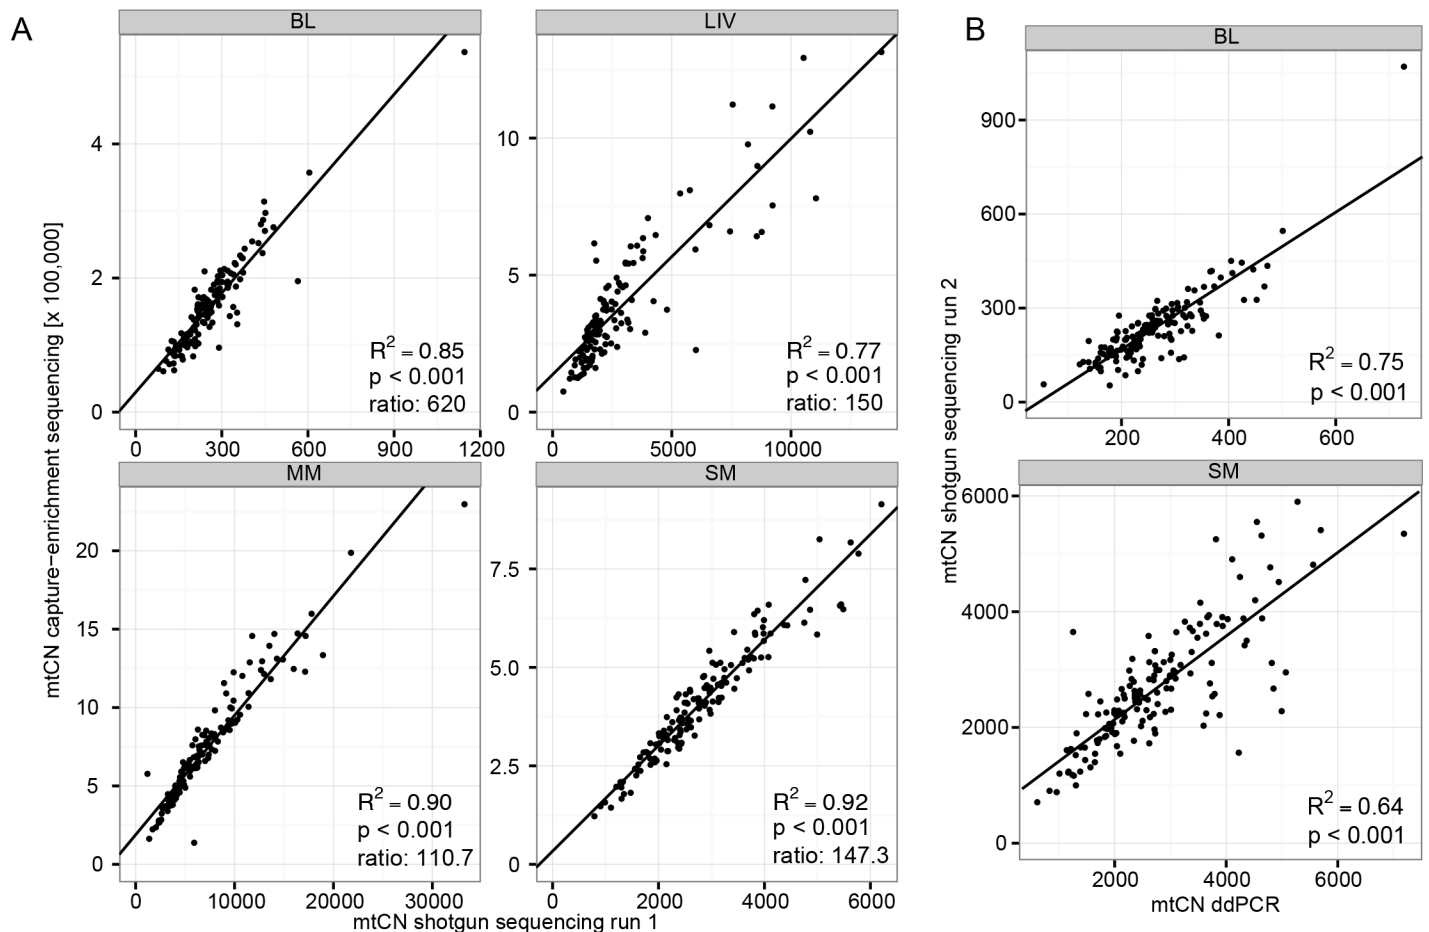 A
BL
LIV
mtCN capture−enrichment sequencing [x 100,000]
4
2
0
R2 = 0.85
p < 0.001
ratio: 620
0 300 600 900 1200
10
5
0
R2 = 0.77
p < 0.001
ratio: 150
0 5000 10000
MM
SM
20
15
10
5
0
R2 = 0.90
p < 0.001
ratio: 110.7
0 10000 20000 30000
7.5
5.0
2.5
0
R2 = 0.92
p < 0.001
ratio: 147.3
0 2000 4000 6000
mtCN shotgun sequencing run 1
B
BL
mtCN shotgun sequencing run 2
900
600
300
0
R2 = 0.75
p < 0.001
200 400 600
SM
6000
4000
2000
0
R2 = 0.64
p < 0.001
2000 4000 6000
mtCN ddPCR